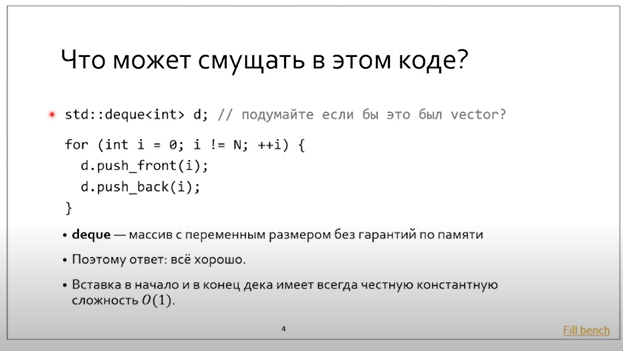 Что может смущать в этом коде?
std::deque<int> d; // подумайте если бы это был vector?
for (int i = 0; i != N; ++i) {
d.push_front(i);
d.push_back(i);
}
• deque — массив с переменным размером без гарантий по памяти
• Поэтому ответ: всё хорошо.
• Вставка в начало и в конец дека имеет всегда честную константную
сложность O(1).
4
Fill bench